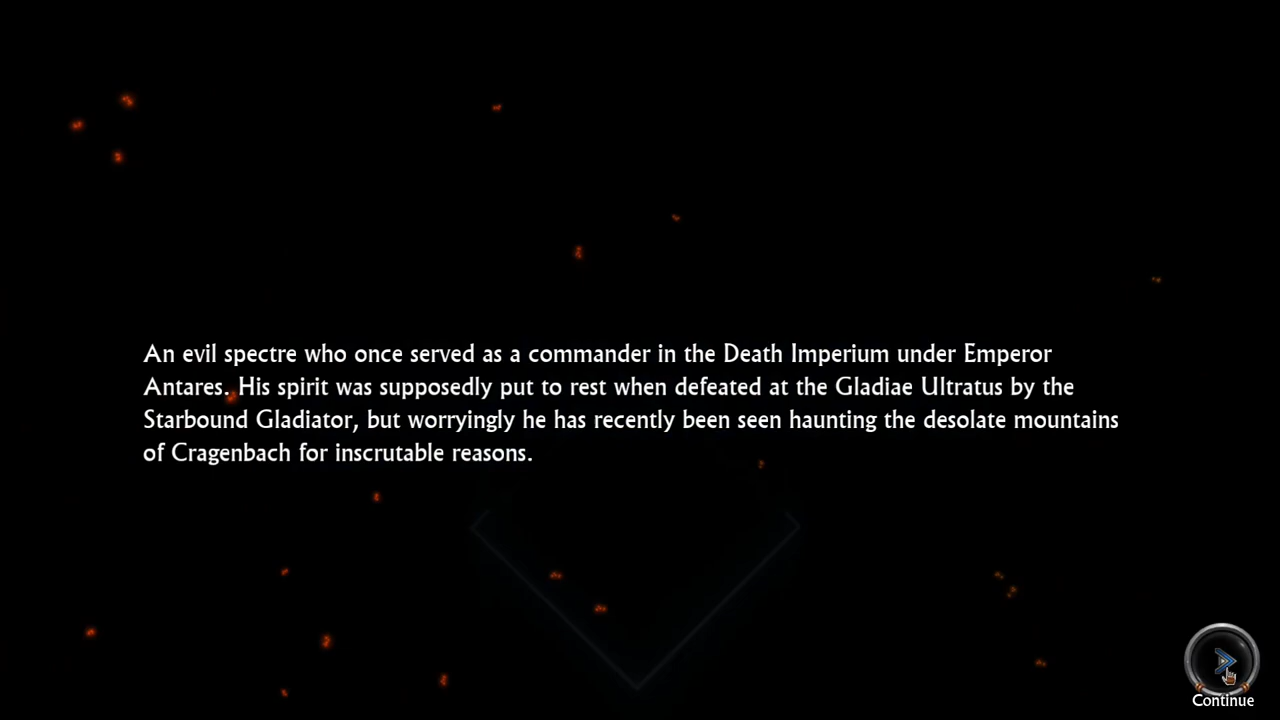 An evil spectre who once served as a commander in the Death Imperium under Emperor
Antares. His spirit was supposedly put to rest when defeated at the Gladiae Ultratus by the
Starbound Gladiator, but worryingly he has recently been seen haunting the desolate mountains
of Cragenbach for inscrutable reasons.
Continue